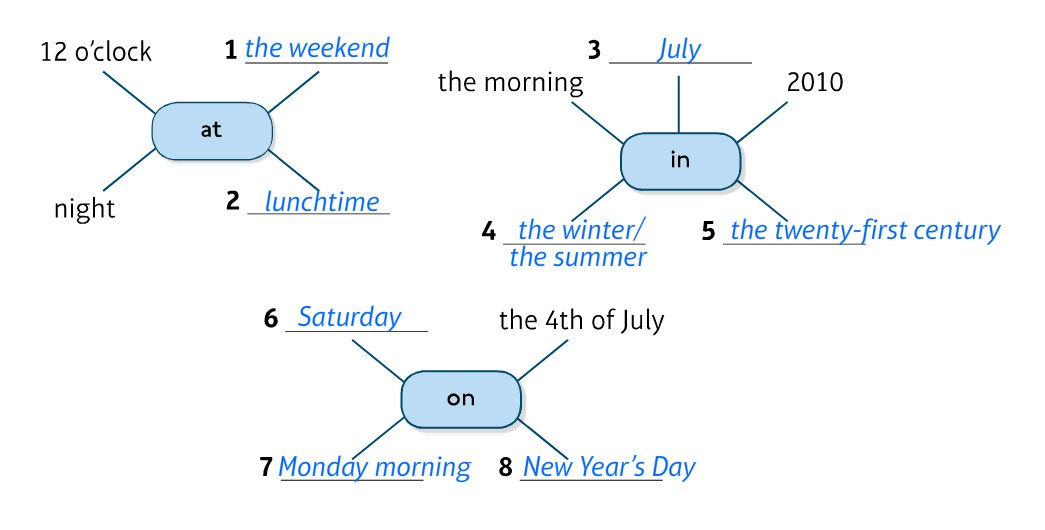 12 o’clock
1 the weekend
at
night
2 lunchtime
3 July
the morning
2010
in
4 the winter/
the summer
5 the twenty-first century
6 Saturday
the 4th of July
on
7 Monday morning
8 New Year’s Day